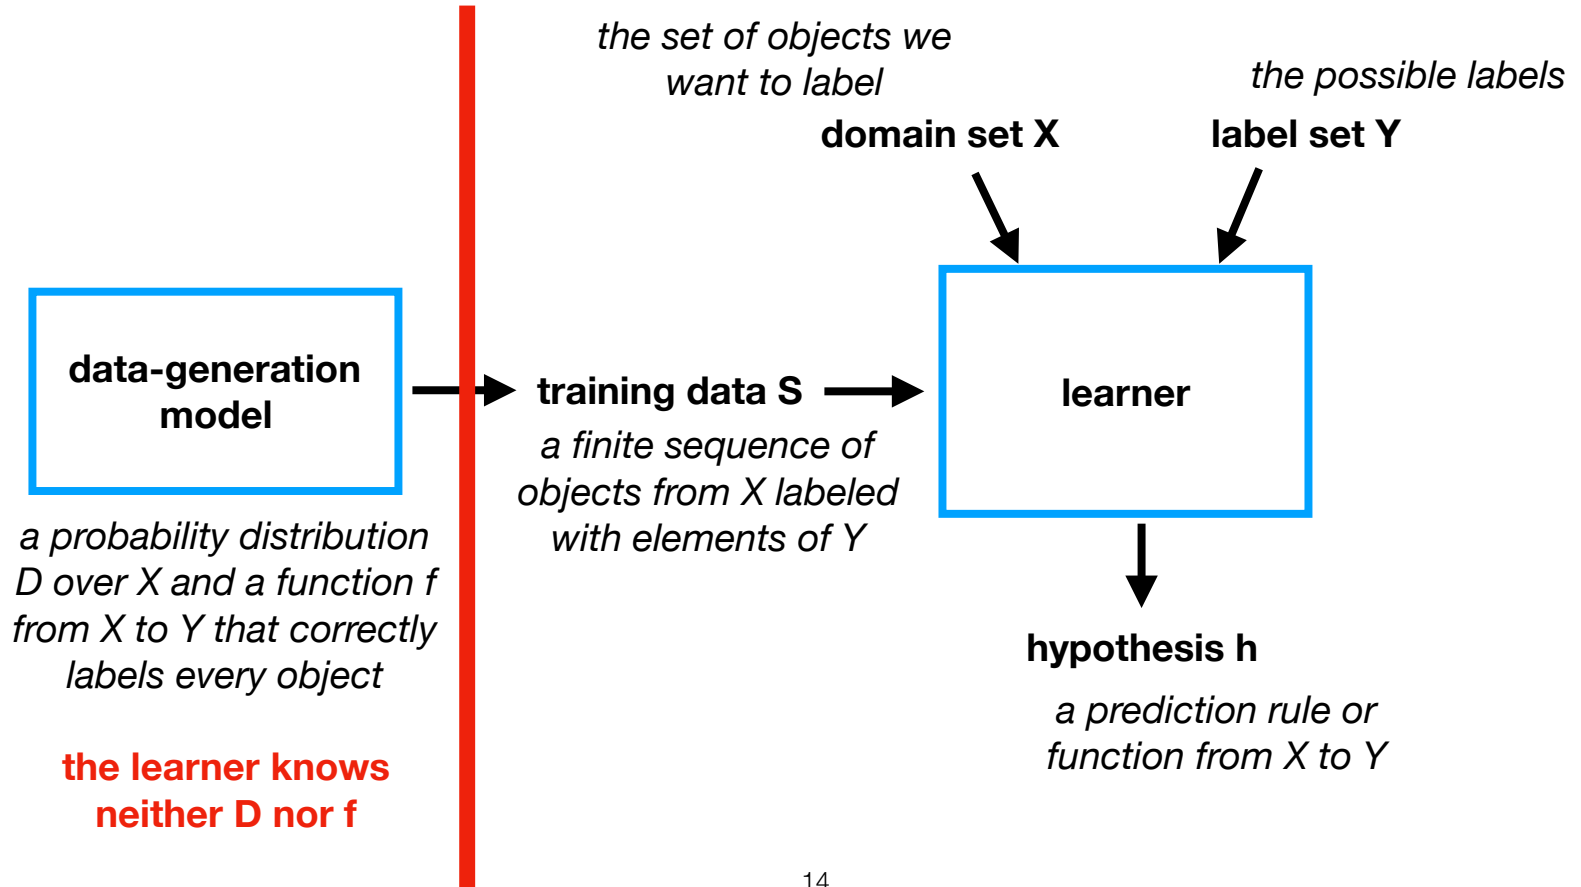 the set of objects we
want to label
domain set X
the possible labels
label set Y
data-generation
model
a probability distribution
D over X and a function f
from X to Y that correctly
labels every object
the learner knows
neither D nor f
training data S
a finite sequence of
objects from X labeled
with elements of Y
learner
hypothesis h
a prediction rule or
function from X to Y
14